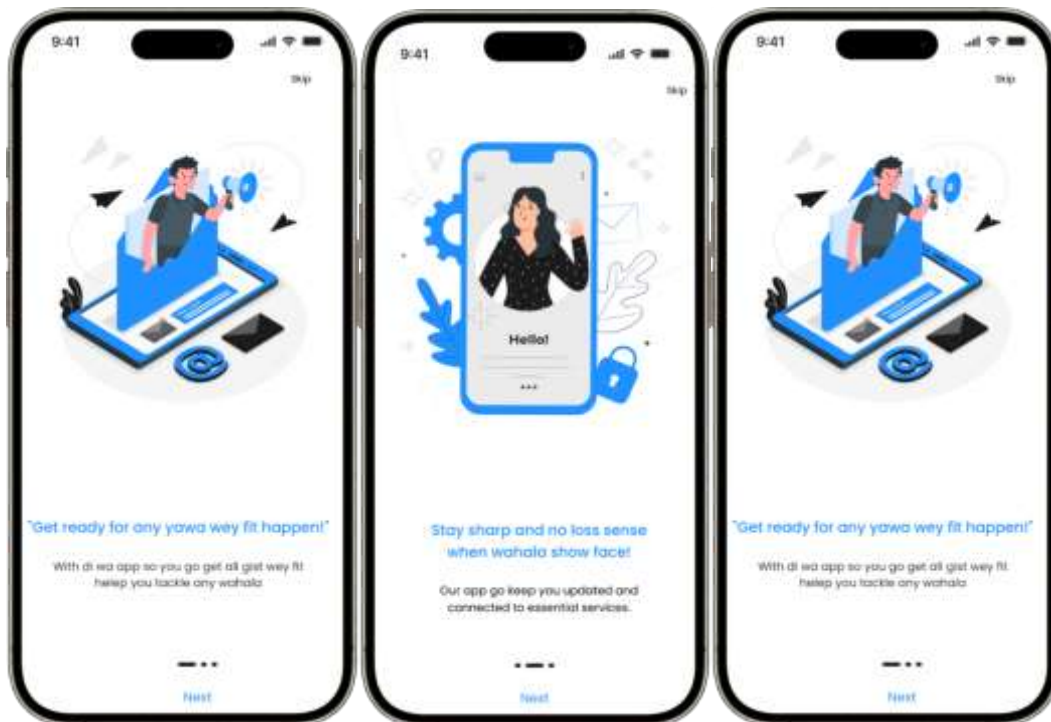 9:41
Skip
"Get ready for any yawa wey fit happen!"
With di wa app so you go get all gist wey fit
helep you tackle any wahala
Next
9:41
Skip
Hello!
Stay sharp and no loss sense
when wahala show face!
Our app go keep you updated and
connected to essential services.
Next
9:41
Skip
"Get ready for any yawa wey fit happen!"
With di wa app so you go get all gist wey fit
helep you tackle any wahala
Next